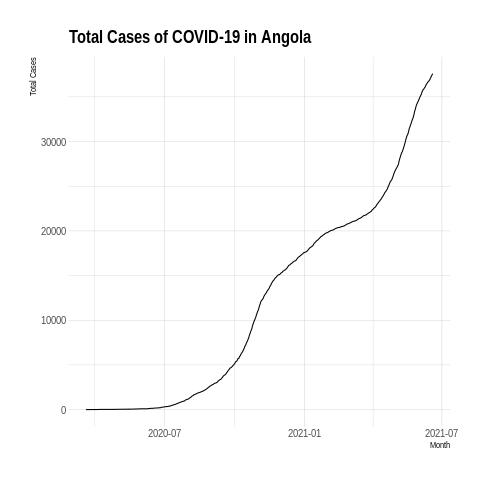 Total Cases of COVID-19 in Angola
Total Cases
30000
20000
10000
0
2020-07
2021-01
2021-07
Month